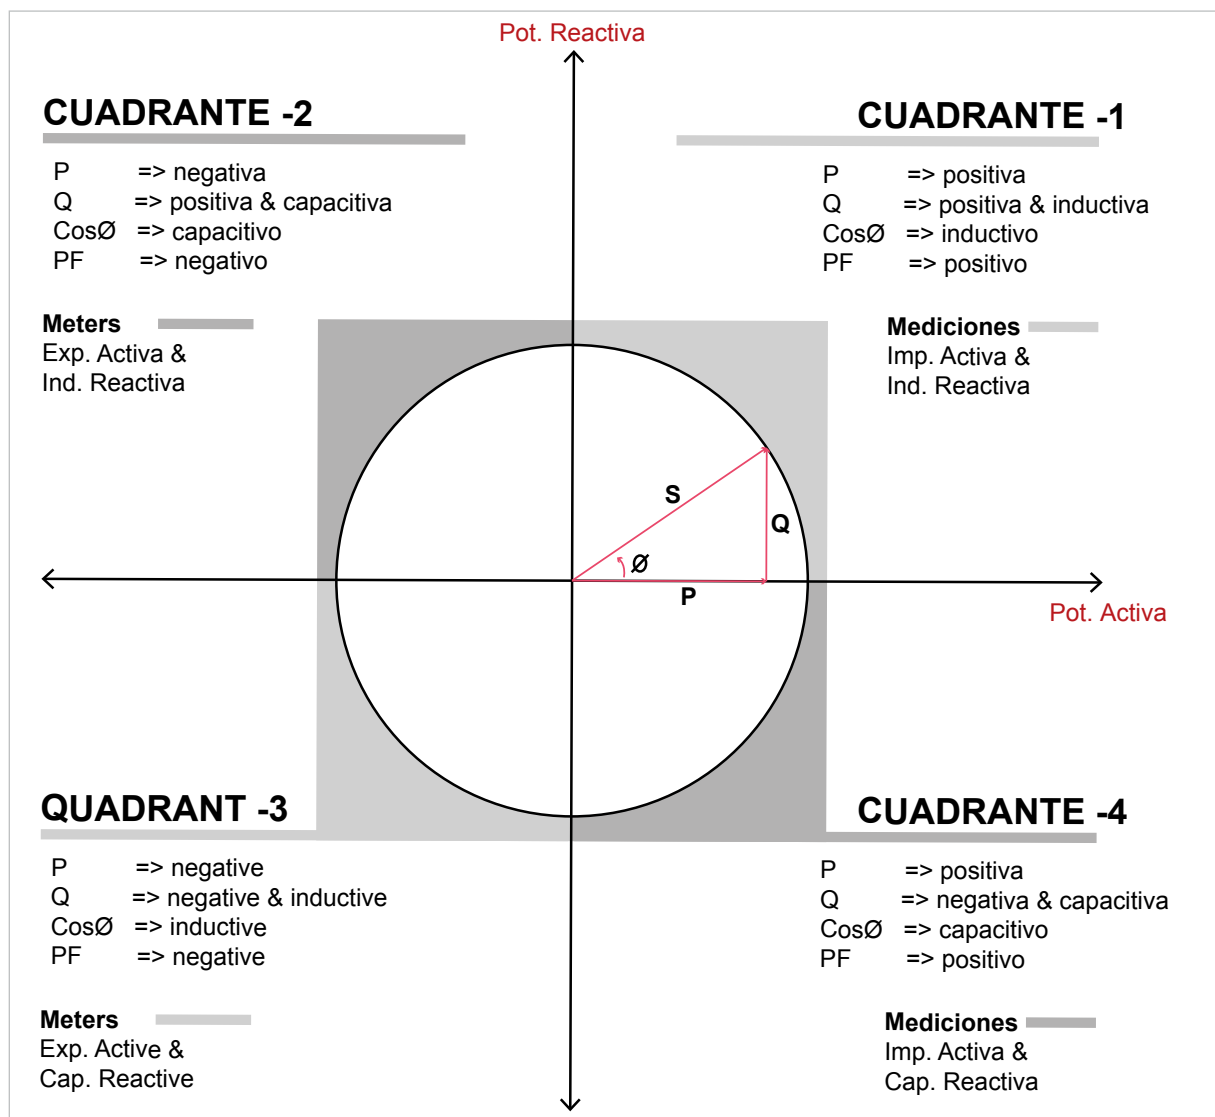 Pot. Reactiva
CUADRANTE -2
P => negativa
Q => positiva & capacitiva
CosØ => capacitivo
PF => negativo
Meters
Exp. Activa &
Ind. Reactiva
CUADRANTE -1
P => positiva
Q => positiva & inductiva
CosØ => inductivo
PF => positivo
Mediciones
Imp. Activa &
Ind. Reactiva
S
Q
Ø
P
Pot. Activa
QUADRANT -3
P => negative
Q => negative & inductive
CosØ => inductive
PF => negative
Meters
Exp. Active &
Cap. Reactive
CUADRANTE -4
P => positiva
Q => negativa & capacitiva
CosØ => capacitivo
PF => positivo
Mediciones
Imp. Activa &
Cap. Reactiva